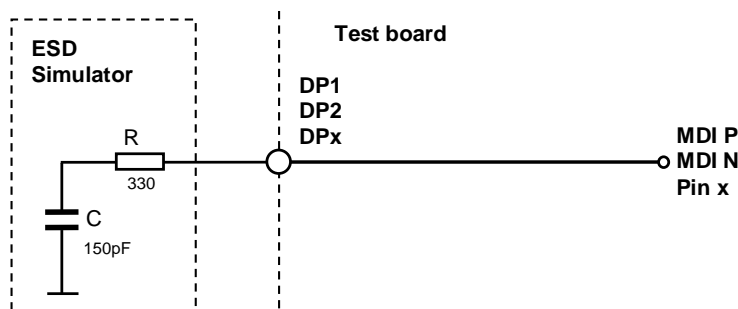 ESD
Simulator
R
330
C
150pF
Test board
DP1
DP2
DPx
MDI P
MDI N
Pin x